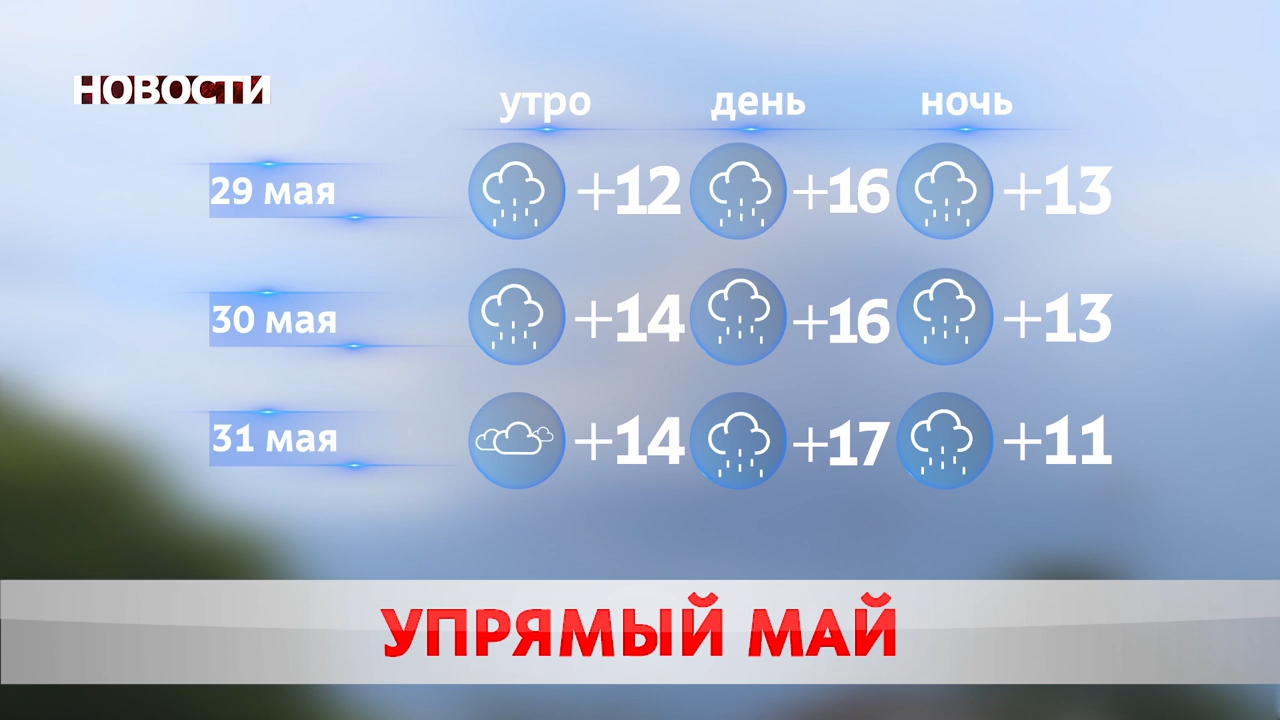 НОВОСТИ
утро день ночь
29 мая +12 +16 +13
30 мая +14 +16 +13
31 мая +14 +17 +11
УПРЯМЫЙ МАЙ